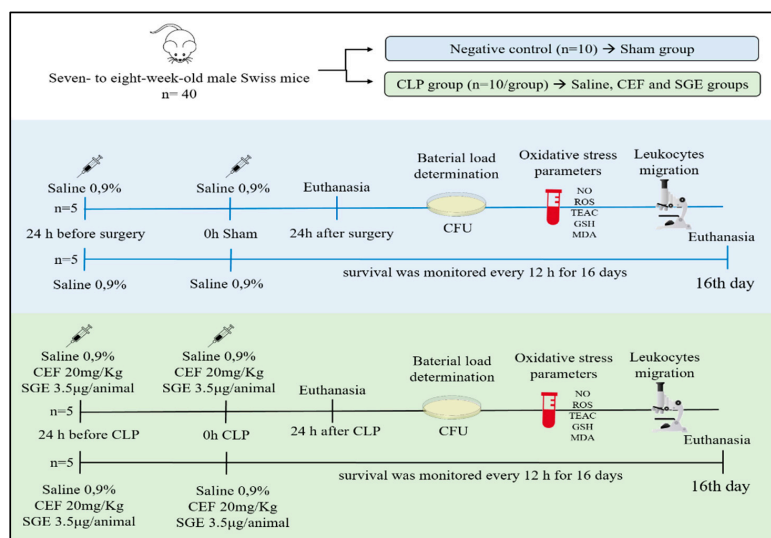 Seven- to eight-week-old male Swiss mice
n= 40
Negative control (n=10) → Sham group
CLP group (n=10/group) → Saline, CEF and SGE groups
Saline 0,9%
Saline 0,9%
Euthanasia
Baterial load
determination
Oxidative stress
parameters
Leukocytes
migration
n=5
CFU
NO
ROS
TEAC
GSH
MDA
24 h before surgery
0h Sham
24h after surgery
Euthanasia
n=5
Saline 0,9%
Saline 0,9%
survival was monitored every 12 h for 16 days
16th day
Saline 0,9%
CEF 20mg/Kg
SGE 3.5µg/animal
Saline 0,9%
CEF 20mg/Kg
SGE 3.5µg/animal
Euthanasia
Baterial load
determination
Oxidative stress
parameters
Leukocytes
migration
n=5
CFU
NO
ROS
TEAC
GSH
MDA
24 h before CLP
0h CLP
24 h after CLP
Euthanasia
n=5
survival was monitored every 12 h for 16 days
16th day
Saline 0,9%
CEF 20mg/Kg
SGE 3.5µg/animal
Saline 0,9%
CEF 20mg/Kg
SGE 3.5µg/animal